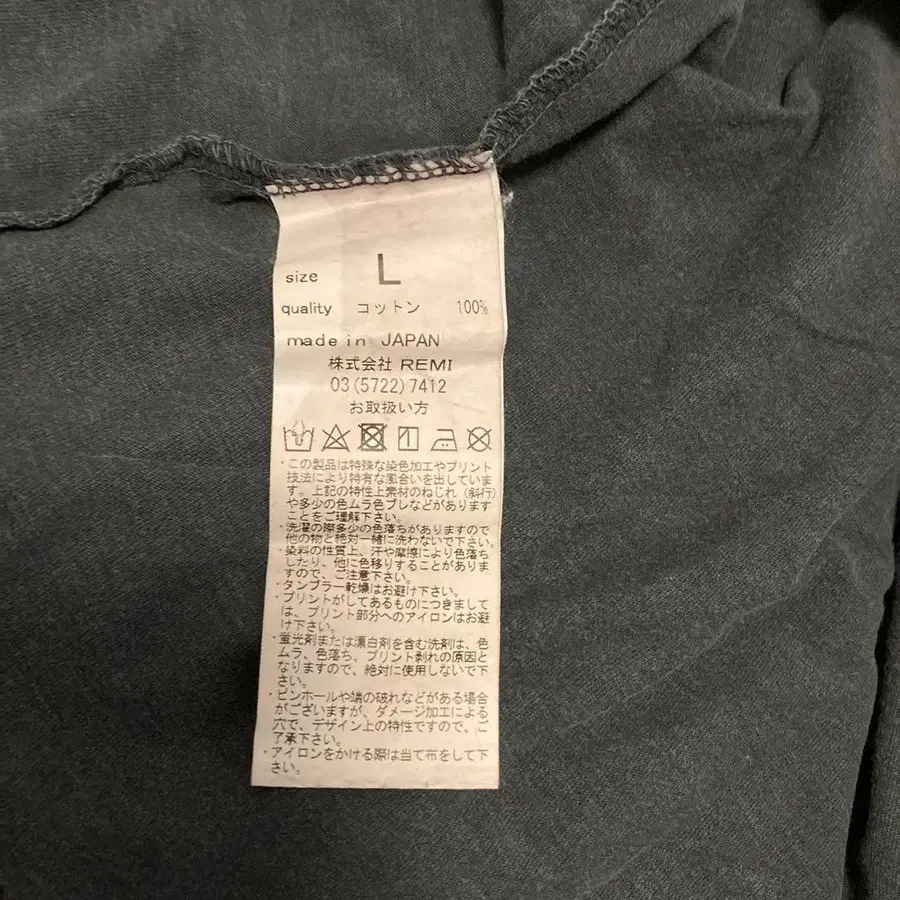 size L
quality コットン 100%
made in JAPAN
株式会社 REMI
03(5722)7412
お取扱い方
・この製品は特殊な染色加工やプリント
技法により特有な風合いを出していま
す。上記の特性上素材のねじれ(斜行)
や多少の色ムラ色ブレなどがあります
ことをご理解下さい。
・洗濯の際多少の色落ちがありますので
他の物と絶対一緒に洗わないで下さい。
・染料の性質上、汗や摩擦により色落ち
したり、他に色移りすることがありま
すので、ご注意下さい。
・タンブラー乾燥はお避け下さい。
・プリントがしてあるものにつきまして
は、プリント部分へのアイロンはお避
け下さい。
・蛍光剤または漂白剤を含む洗剤は、色
ムラ、色落ち、プリント剥れの原因と
なりますので、絶対に使用しないで下
さい。
・ピンホールや端の破れなどがある場合
がございますが、ダメージ加工による
穴で、デザイン上の特性ですので、ご
了承下さい。
・アイロンをかける際は当て布をして下
さい。